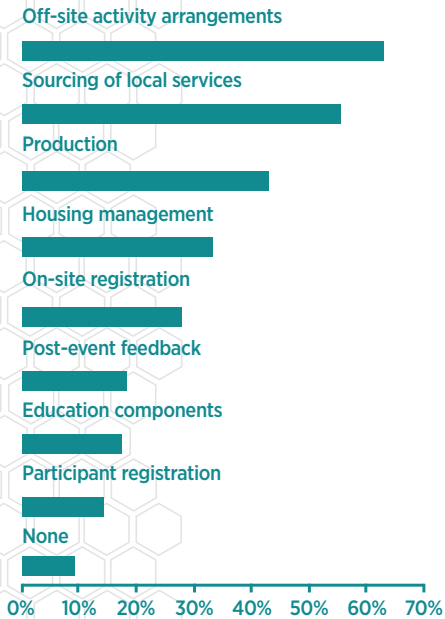 Off-site activity arrangements
Sourcing of local services
Production
Housing management
On-site registration
Post-event feedback
Education components
Participant registration
None
0% 10% 20% 30% 40% 50% 60% 70%